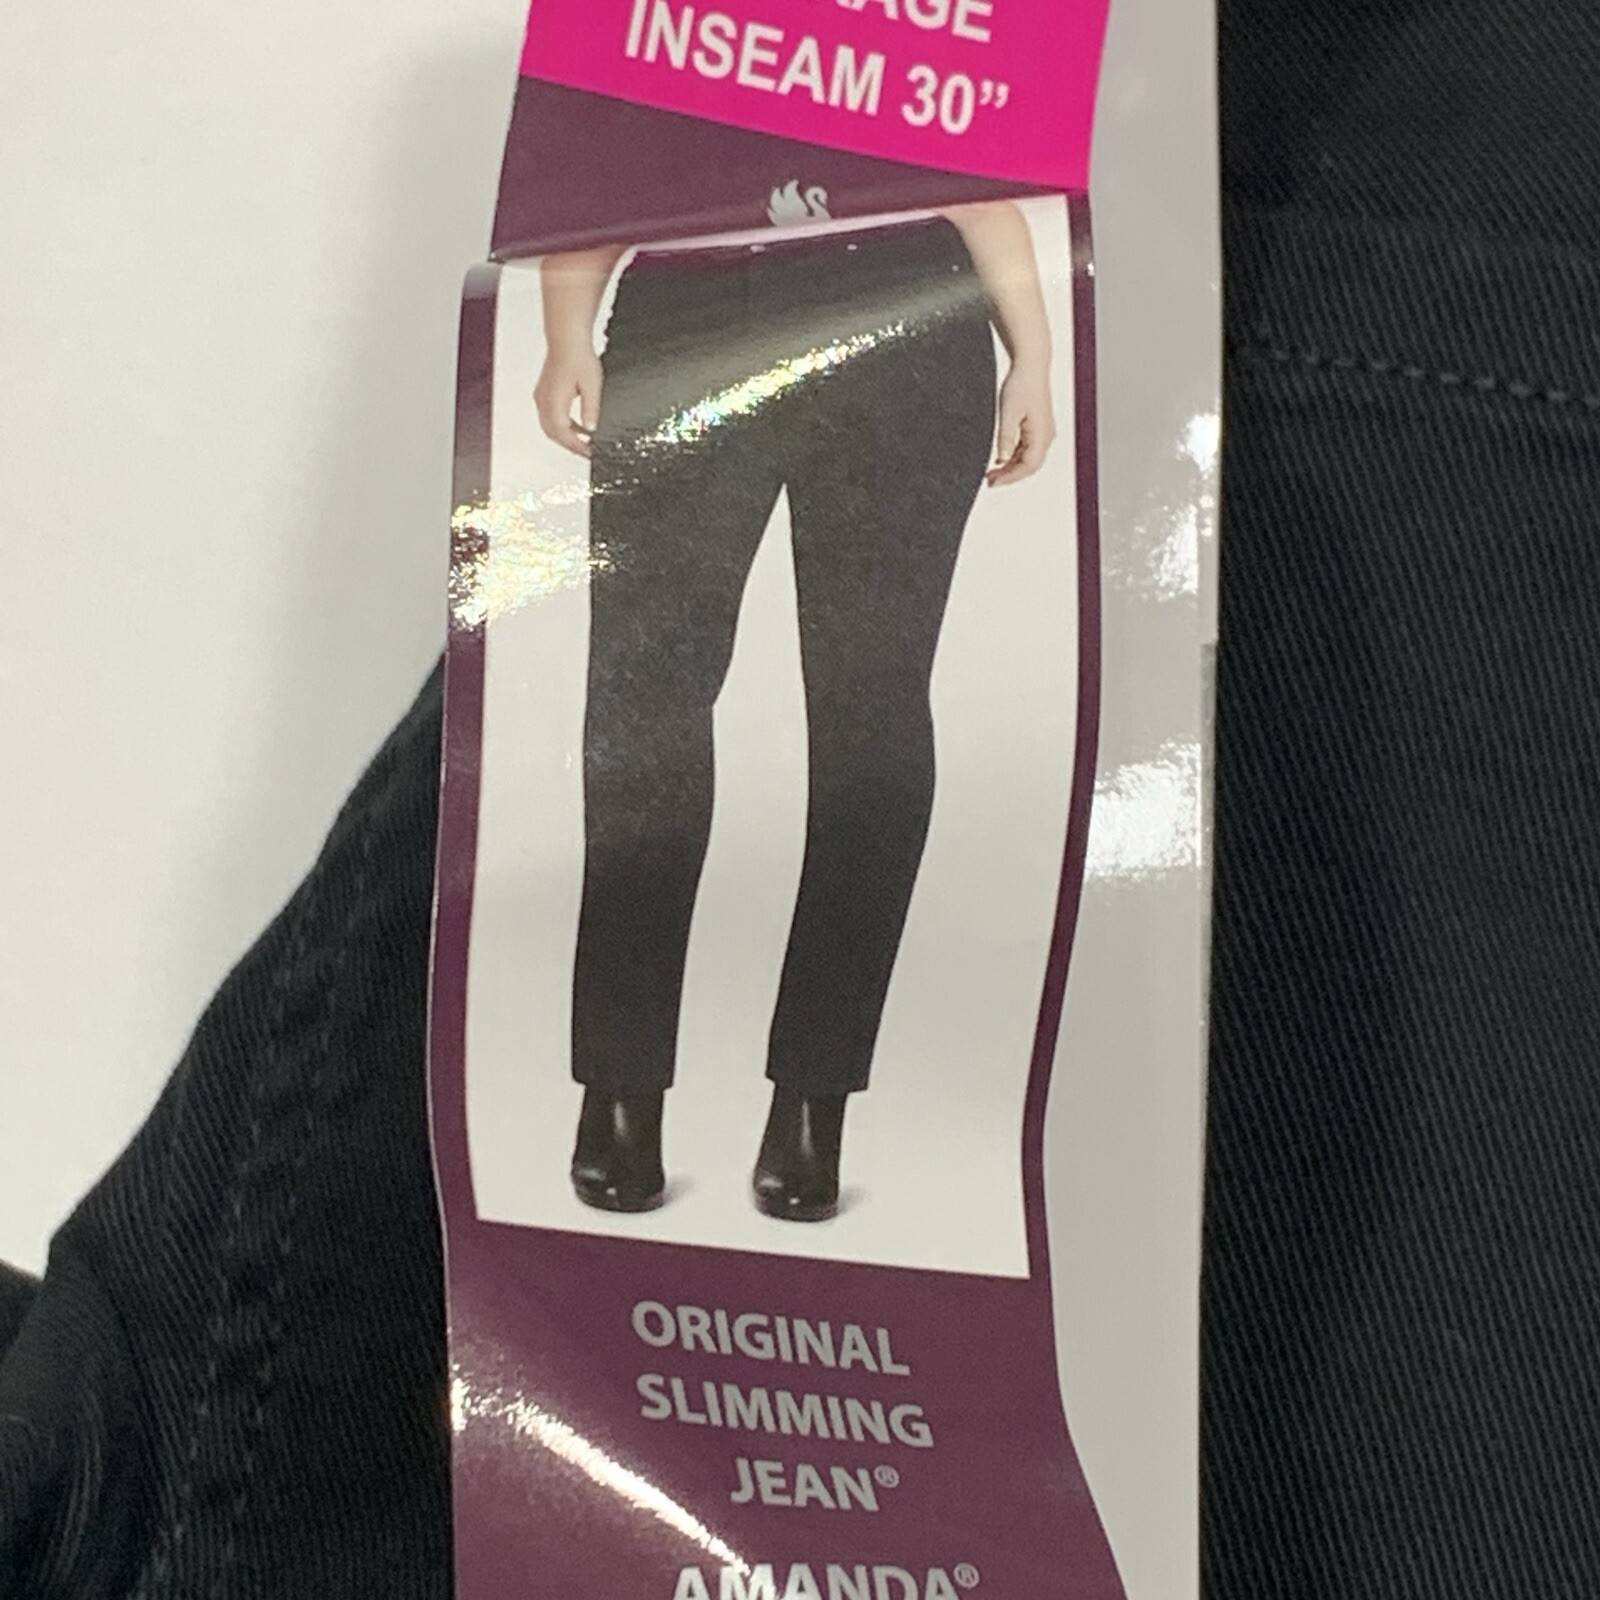 INSEAM 30”
ORIGINAL
SLIMMING
JEAN®
AMANDA®